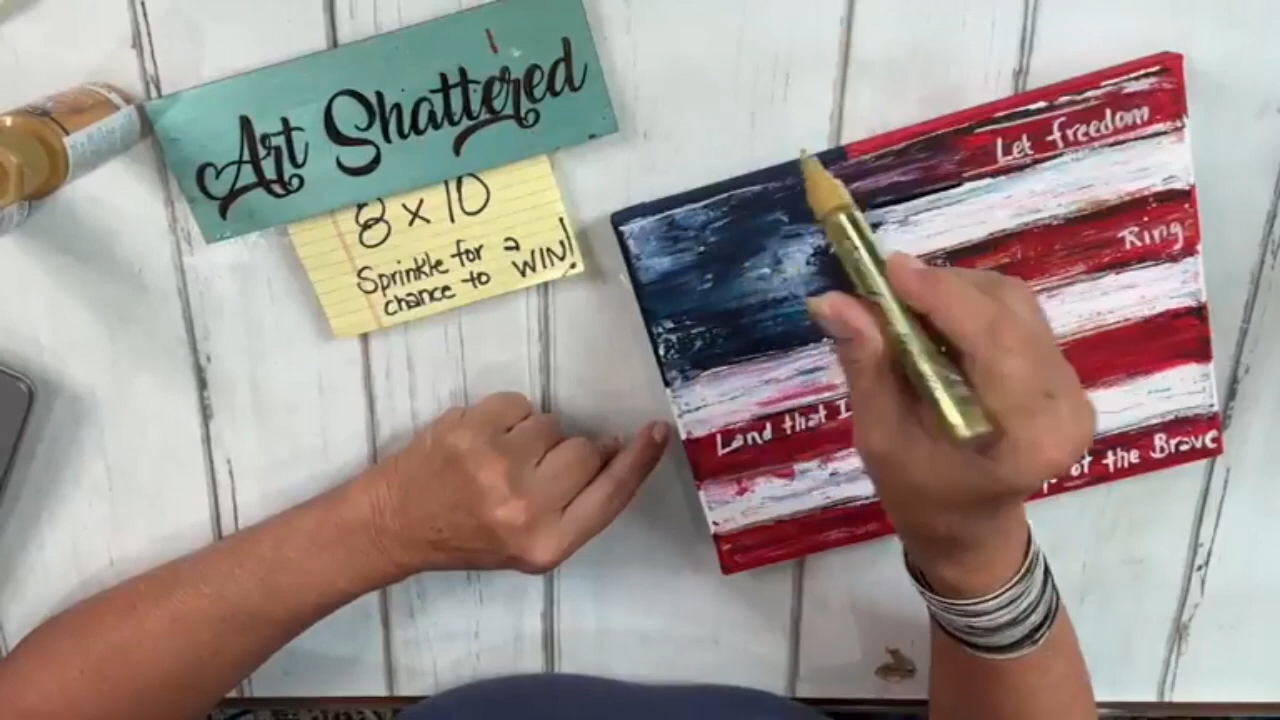 Art Shattered
8 x 10
Sprinkle for a
chance to WIN!
Let freedom
Ring
Land that I
of the Brave